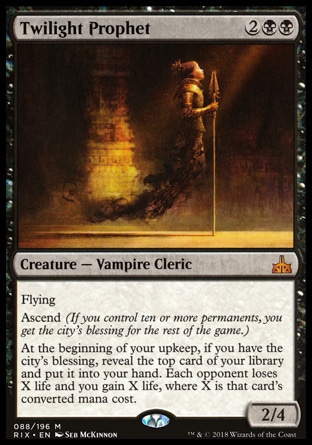 Twilight Prophet 2
Creature — Vampire Cleric
Flying
Ascend (If you control ten or more permanents, you
get the city's blessing for the rest of the game.)
At the beginning of your upkeep, if you have the
city's blessing, reveal the top card of your library
and put it into your hand. Each opponent loses
X life and you gain X life, where X is that card's
converted mana cost.
2/4
088/196 M
RIX • EN Seb McKinnon ™ & © 2018 Wizards of the Coast